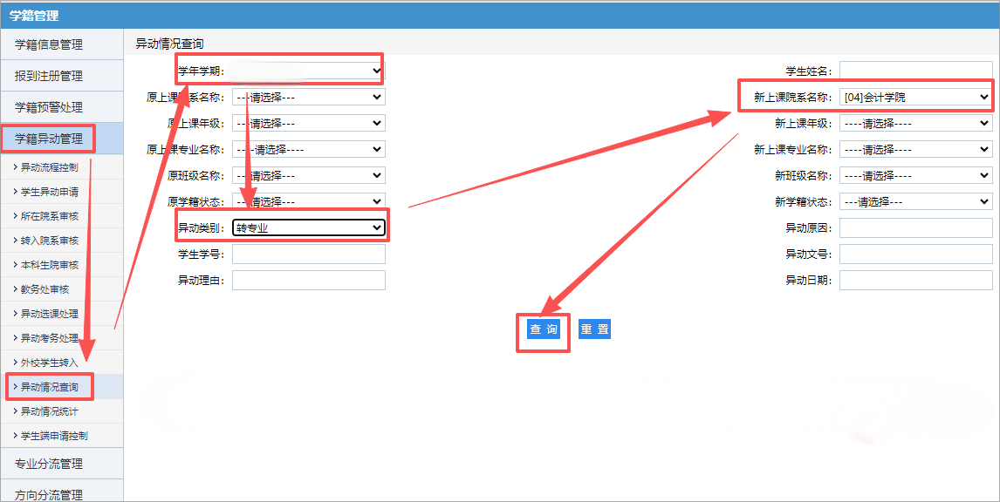 学籍管理
学籍信息管理
报到注册管理
学籍预警处理
学籍异动管理
异动流程控制
学生异动申请
所在院系审核
转入院系审核
本科生院审核
教务处审核
异动选课处理
异动考务处理
外校学生转入
异动情况查询
异动情况统计
学生端申请控制
专业分流管理
方向分流管理
异动情况查询
学年学期：
学生姓名：
原上课院系名称： ---请选择---
新上课院系名称： [04]会计学院
原上课年级： ---请选择---
新上课年级： ----请选择----
原上课专业名称： ----请选择----
新上课专业名称： ----请选择----
原班级名称： ---请选择---
新班级名称： ----请选择----
原学籍状态： ---请选择---
新学籍状态： ---请选择---
异动类别： 转专业
异动原因：
学生学号：
异动文号：
异动理由：
异动日期：
查 询 重 置